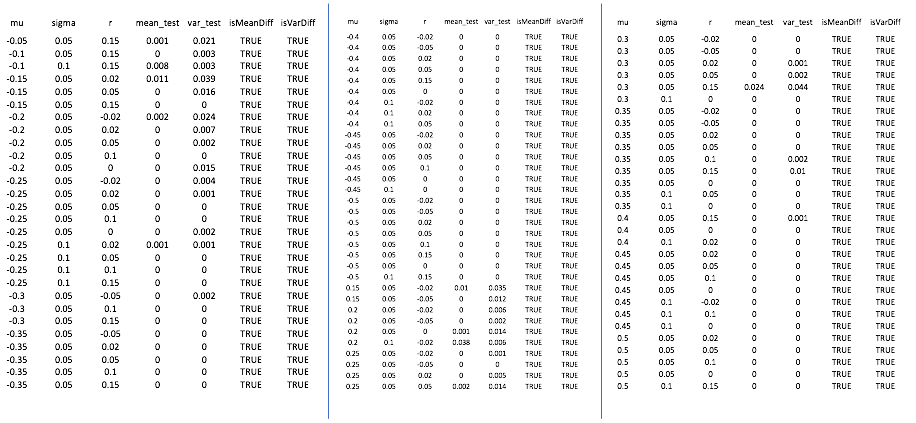 mu sigma r mean_test var_test isMeanDiff isVarDiff
-0.05 0.05 0.15 0.001 0.021 TRUE TRUE
-0.1 0.05 0.15 0 0.003 TRUE TRUE
-0.1 0.1 0.15 0.008 0.003 TRUE TRUE
-0.15 0.05 0.02 0.011 0.039 TRUE TRUE
-0.15 0.05 0.05 0 0.016 TRUE TRUE
-0.15 0.05 0.15 0 0 TRUE TRUE
-0.2 0.05 -0.02 0.002 0.024 TRUE TRUE
-0.2 0.05 0.02 0 0.007 TRUE TRUE
-0.2 0.05 0.05 0 0.002 TRUE TRUE
-0.2 0.05 0.1 0 0 TRUE TRUE
-0.2 0.05 0 0 0.015 TRUE TRUE
-0.25 0.05 -0.02 0 0.004 TRUE TRUE
-0.25 0.05 0.02 0 0.001 TRUE TRUE
-0.25 0.05 0.05 0 0 TRUE TRUE
-0.25 0.05 0.1 0 0 TRUE TRUE
-0.25 0.05 0 0 0.002 TRUE TRUE
-0.25 0.1 0.02 0.001 0.001 TRUE TRUE
-0.25 0.1 0.05 0 0 TRUE TRUE
-0.25 0.1 0.1 0 0 TRUE TRUE
-0.25 0.1 0.15 0 0 TRUE TRUE
-0.3 0.05 -0.05 0 0.002 TRUE TRUE
-0.3 0.05 0.1 0 0 TRUE TRUE
-0.3 0.05 0.15 0 0 TRUE TRUE
-0.35 0.05 -0.05 0 0 TRUE TRUE
-0.35 0.05 0.02 0 0 TRUE TRUE
-0.35 0.05 0.05 0 0 TRUE TRUE
-0.35 0.05 0.1 0 0 TRUE TRUE
-0.35 0.05 0.15 0 0 TRUE TRUE
mu sigma r mean_test var_test isMeanDiff isVarDiff
-0.4 0.05 -0.02 0 0 TRUE TRUE
-0.4 0.05 -0.05 0 0 TRUE TRUE
-0.4 0.05 0.02 0 0 TRUE TRUE
-0.4 0.05 0.05 0 0 TRUE TRUE
-0.4 0.05 0.15 0 0 TRUE TRUE
-0.4 0.05 0 0 0 TRUE TRUE
-0.4 0.1 -0.02 0 0 TRUE TRUE
-0.4 0.1 0.02 0 0 TRUE TRUE
-0.4 0.1 0.05 0 0 TRUE TRUE
-0.45 0.05 -0.02 0 0 TRUE TRUE
-0.45 0.05 0.02 0 0 TRUE TRUE
-0.45 0.05 0.05 0 0 TRUE TRUE
-0.45 0.05 0.1 0 0 TRUE TRUE
-0.45 0.05 0 0 0 TRUE TRUE
-0.45 0.1 0 0 0 TRUE TRUE
-0.5 0.05 -0.02 0 0 TRUE TRUE
-0.5 0.05 -0.05 0 0 TRUE TRUE
-0.5 0.05 0.02 0 0 TRUE TRUE
-0.5 0.05 0.05 0 0 TRUE TRUE
-0.5 0.05 0.1 0 0 TRUE TRUE
-0.5 0.05 0.15 0 0 TRUE TRUE
-0.5 0.05 0 0 0 TRUE TRUE
-0.5 0.1 0.15 0 0 TRUE TRUE
0.15 0.05 -0.02 0.01 0.035 TRUE TRUE
0.15 0.05 -0.05 0 0.012 TRUE TRUE
0.2 0.05 -0.02 0 0.006 TRUE TRUE
0.2 0.05 -0.05 0 0.002 TRUE TRUE
0.2 0.05 0 0.001 0.014 TRUE TRUE
0.2 0.1 -0.02 0.038 0.006 TRUE TRUE
0.25 0.05 -0.02 0 0.001 TRUE TRUE
0.25 0.05 -0.05 0 0 TRUE TRUE
0.25 0.05 0.02 0 0.005 TRUE TRUE
0.25 0.05 0.05 0.002 0.014 TRUE TRUE
mu sigma r mean_test var_test isMeanDiff isVarDiff
0.3 0.05 -0.02 0 0 TRUE TRUE
0.3 0.05 -0.05 0 0 TRUE TRUE
0.3 0.05 0.02 0 0.001 TRUE TRUE
0.3 0.05 0.05 0 0.002 TRUE TRUE
0.3 0.05 0.15 0.024 0.044 TRUE TRUE
0.3 0.1 0 0 0 TRUE TRUE
0.35 0.05 -0.02 0 0 TRUE TRUE
0.35 0.05 -0.05 0 0 TRUE TRUE
0.35 0.05 0.02 0 0 TRUE TRUE
0.35 0.05 0.05 0 0 TRUE TRUE
0.35 0.05 0.1 0 0.002 TRUE TRUE
0.35 0.05 0.15 0 0.01 TRUE TRUE
0.35 0.05 0 0 0 TRUE TRUE
0.35 0.1 0.05 0 0 TRUE TRUE
0.35 0.1 0 0 0 TRUE TRUE
0.4 0.05 0.15 0 0.001 TRUE TRUE
0.4 0.05 0 0 0 TRUE TRUE
0.4 0.1 0.02 0 0 TRUE TRUE
0.45 0.05 0.02 0 0 TRUE TRUE
0.45 0.05 0.05 0 0 TRUE TRUE
0.45 0.05 0.1 0 0 TRUE TRUE
0.45 0.05 0 0 0 TRUE TRUE
0.45 0.1 -0.02 0 0 TRUE TRUE
0.45 0.1 0.1 0 0 TRUE TRUE
0.45 0.1 0 0 0 TRUE TRUE
0.5 0.05 0.02 0 0 TRUE TRUE
0.5 0.05 0.05 0 0 TRUE TRUE
0.5 0.05 0.1 0 0 TRUE TRUE
0.5 0.05 0 0 0 TRUE TRUE
0.5 0.1 0.15 0 0 TRUE TRUE